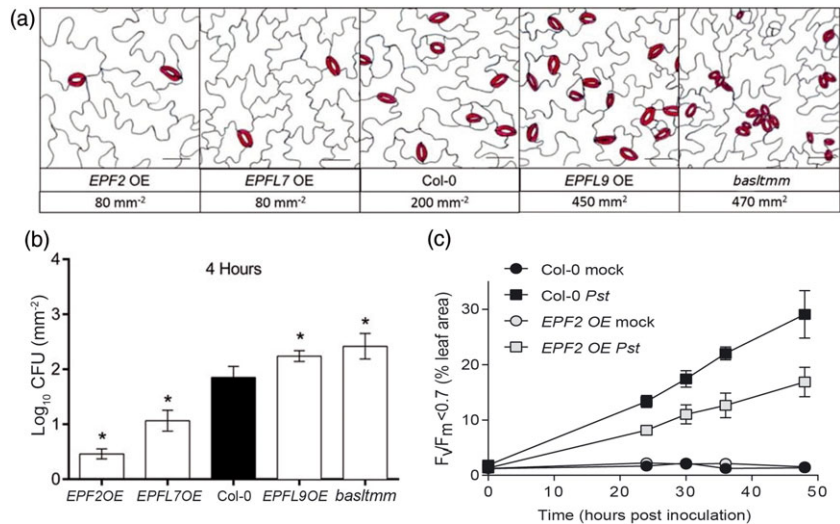 (a)
EPF2 OE EPFL7 OE Col-0 EPFL9 OE basltmm
80 mm-2 80 mm-2 200 mm-2 450 mm2 470 mm2
(b)
4 Hours
Log10 CFU (mm-2)
4
3
2
1
0
EPF2OE EPFL7OE Col-0 EPFL9OE basltmm
* * * *
(c)
Col-0 mock
Col-0 Pst
EPF2 OE mock
EPF2 OE Pst
Fv/Fm <0.7 (% leaf area)
30
20
10
0
0 10 20 30 40 50
Time (hours post inoculation)